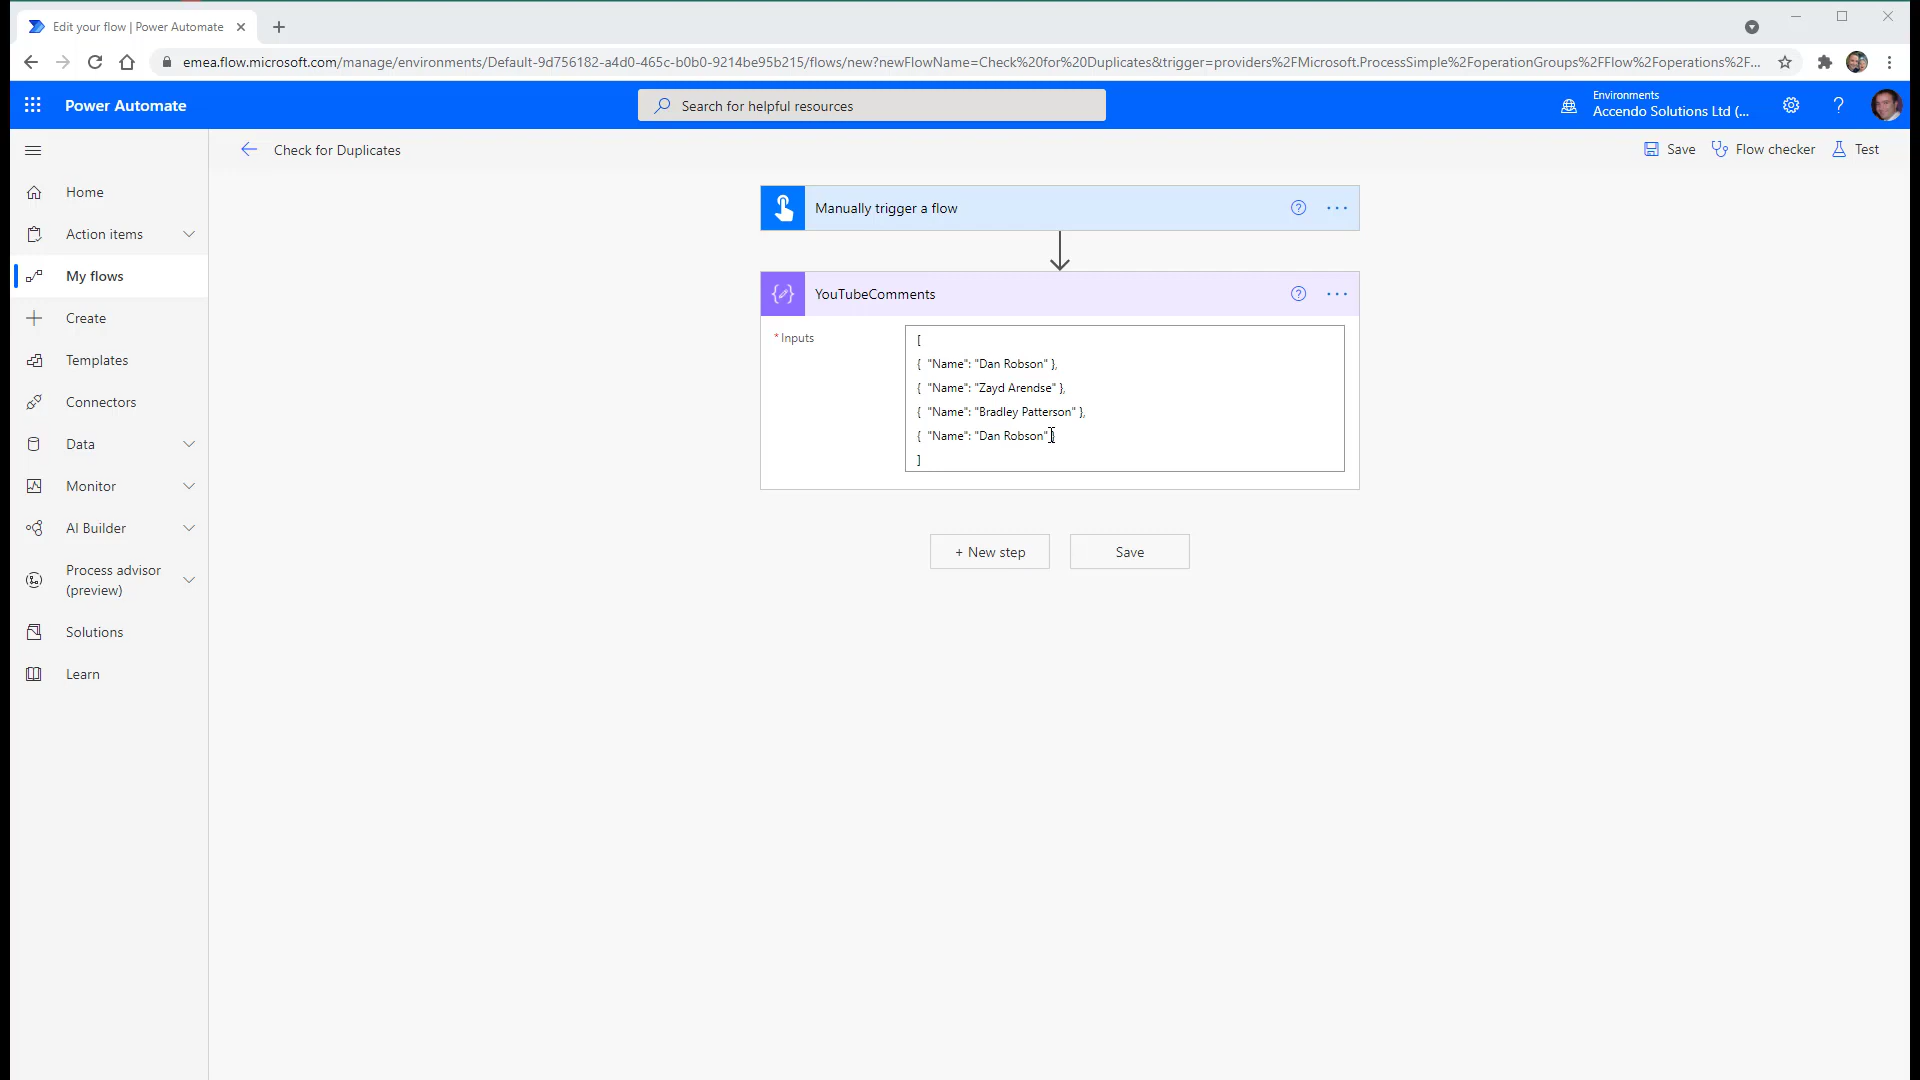 Edit your flow | Power Automate
emea.flow.microsoft.com/manage/environments/Default-9d756182-a4d0-465c-b0b0-9214be95b215/flows/new?newFlowName=Check%20for%20Duplicates&trigger=providers%2FMicrosoft.ProcessSimple%2FoperationGroups%2FFlow%2Foperations%2F...
Power Automate
Search for helpful resources
Environments
Accendo Solutions Ltd (...
?
Check for Duplicates
Save
Flow checker
Test
Home
Action items
My flows
Create
Templates
Connectors
Data
Monitor
AI Builder
Process advisor
(preview)
Solutions
Learn
Manually trigger a flow
YouTubeComments
* Inputs
[
{ "Name": "Dan Robson" },
{ "Name": "Zayd Arendse" },
{ "Name": "Bradley Patterson" },
{ "Name": "Dan Robson" }
]
+ New step
Save